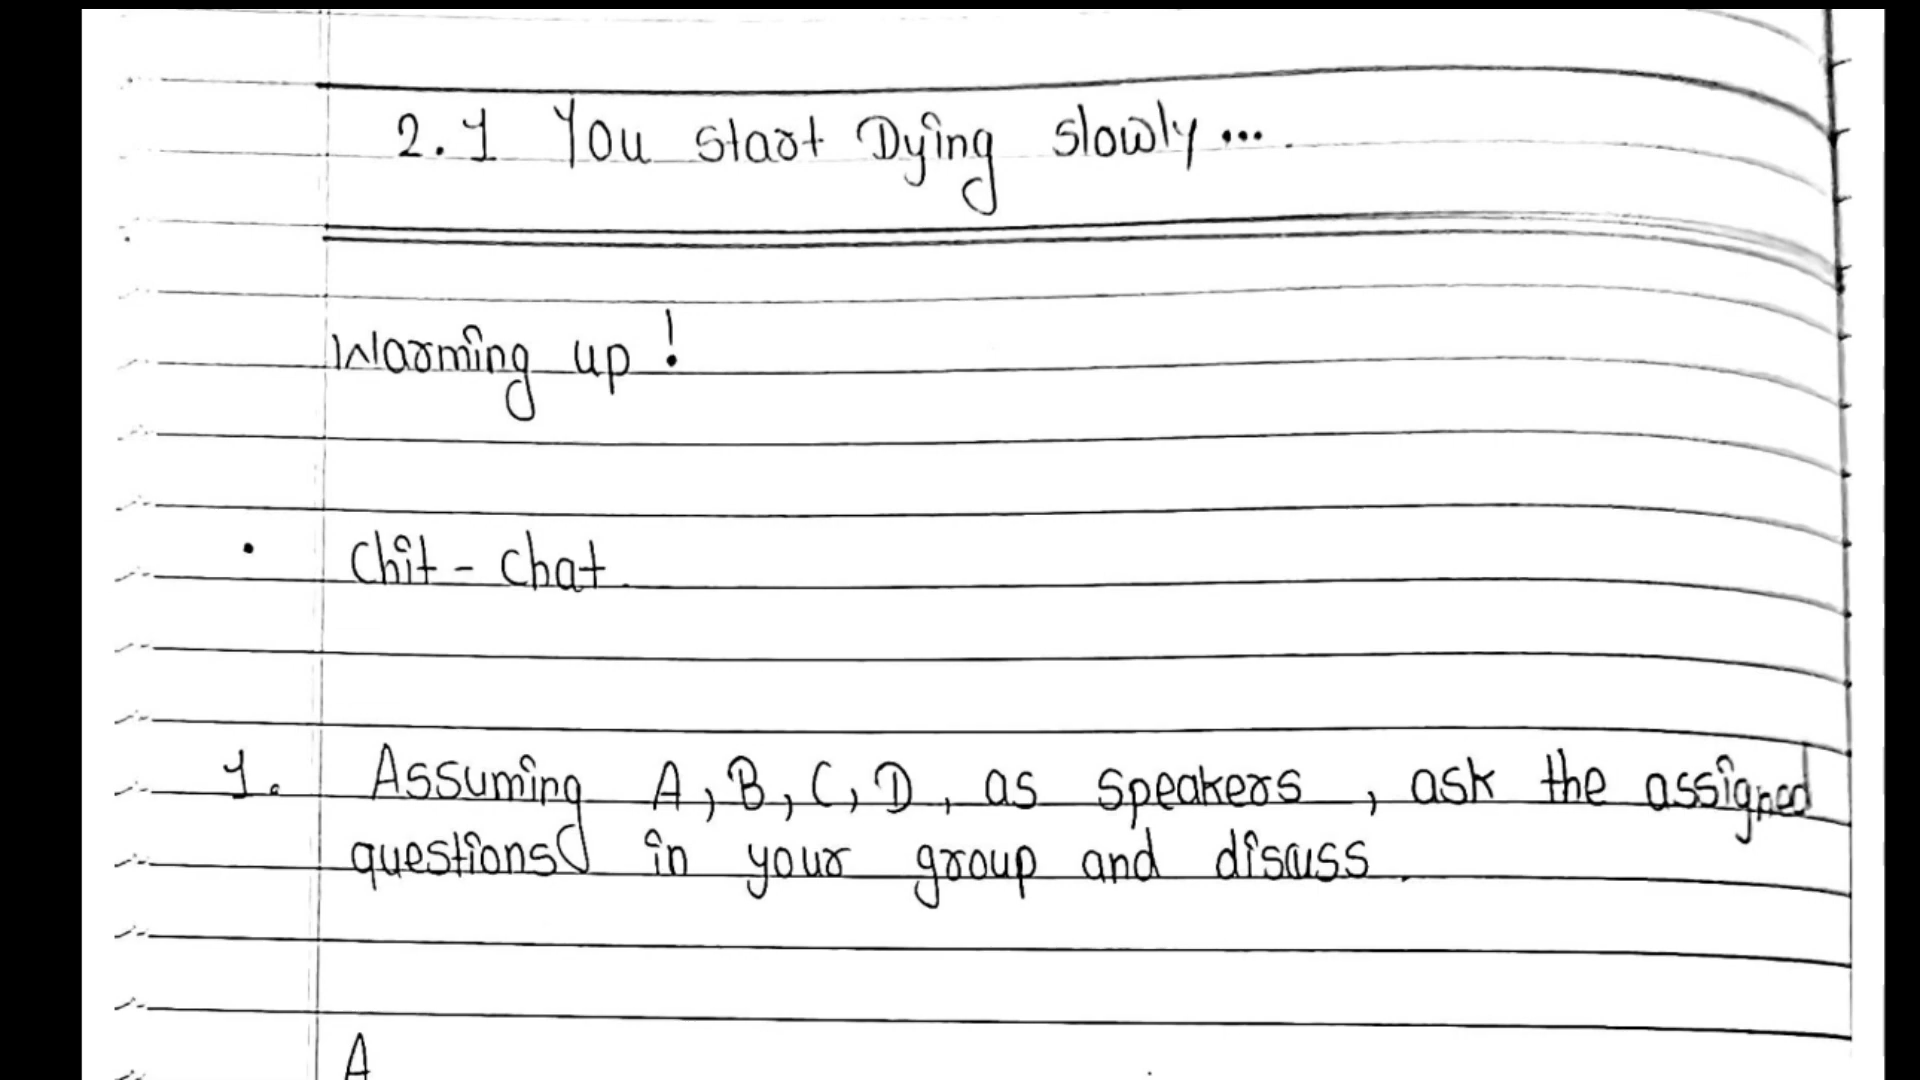 2.1 You start Dying slowly...
Warming up!
• Chit - Chat.
1. Assuming A, B, C, D, as speakers, ask the assigned
questions in your group and discuss.
A